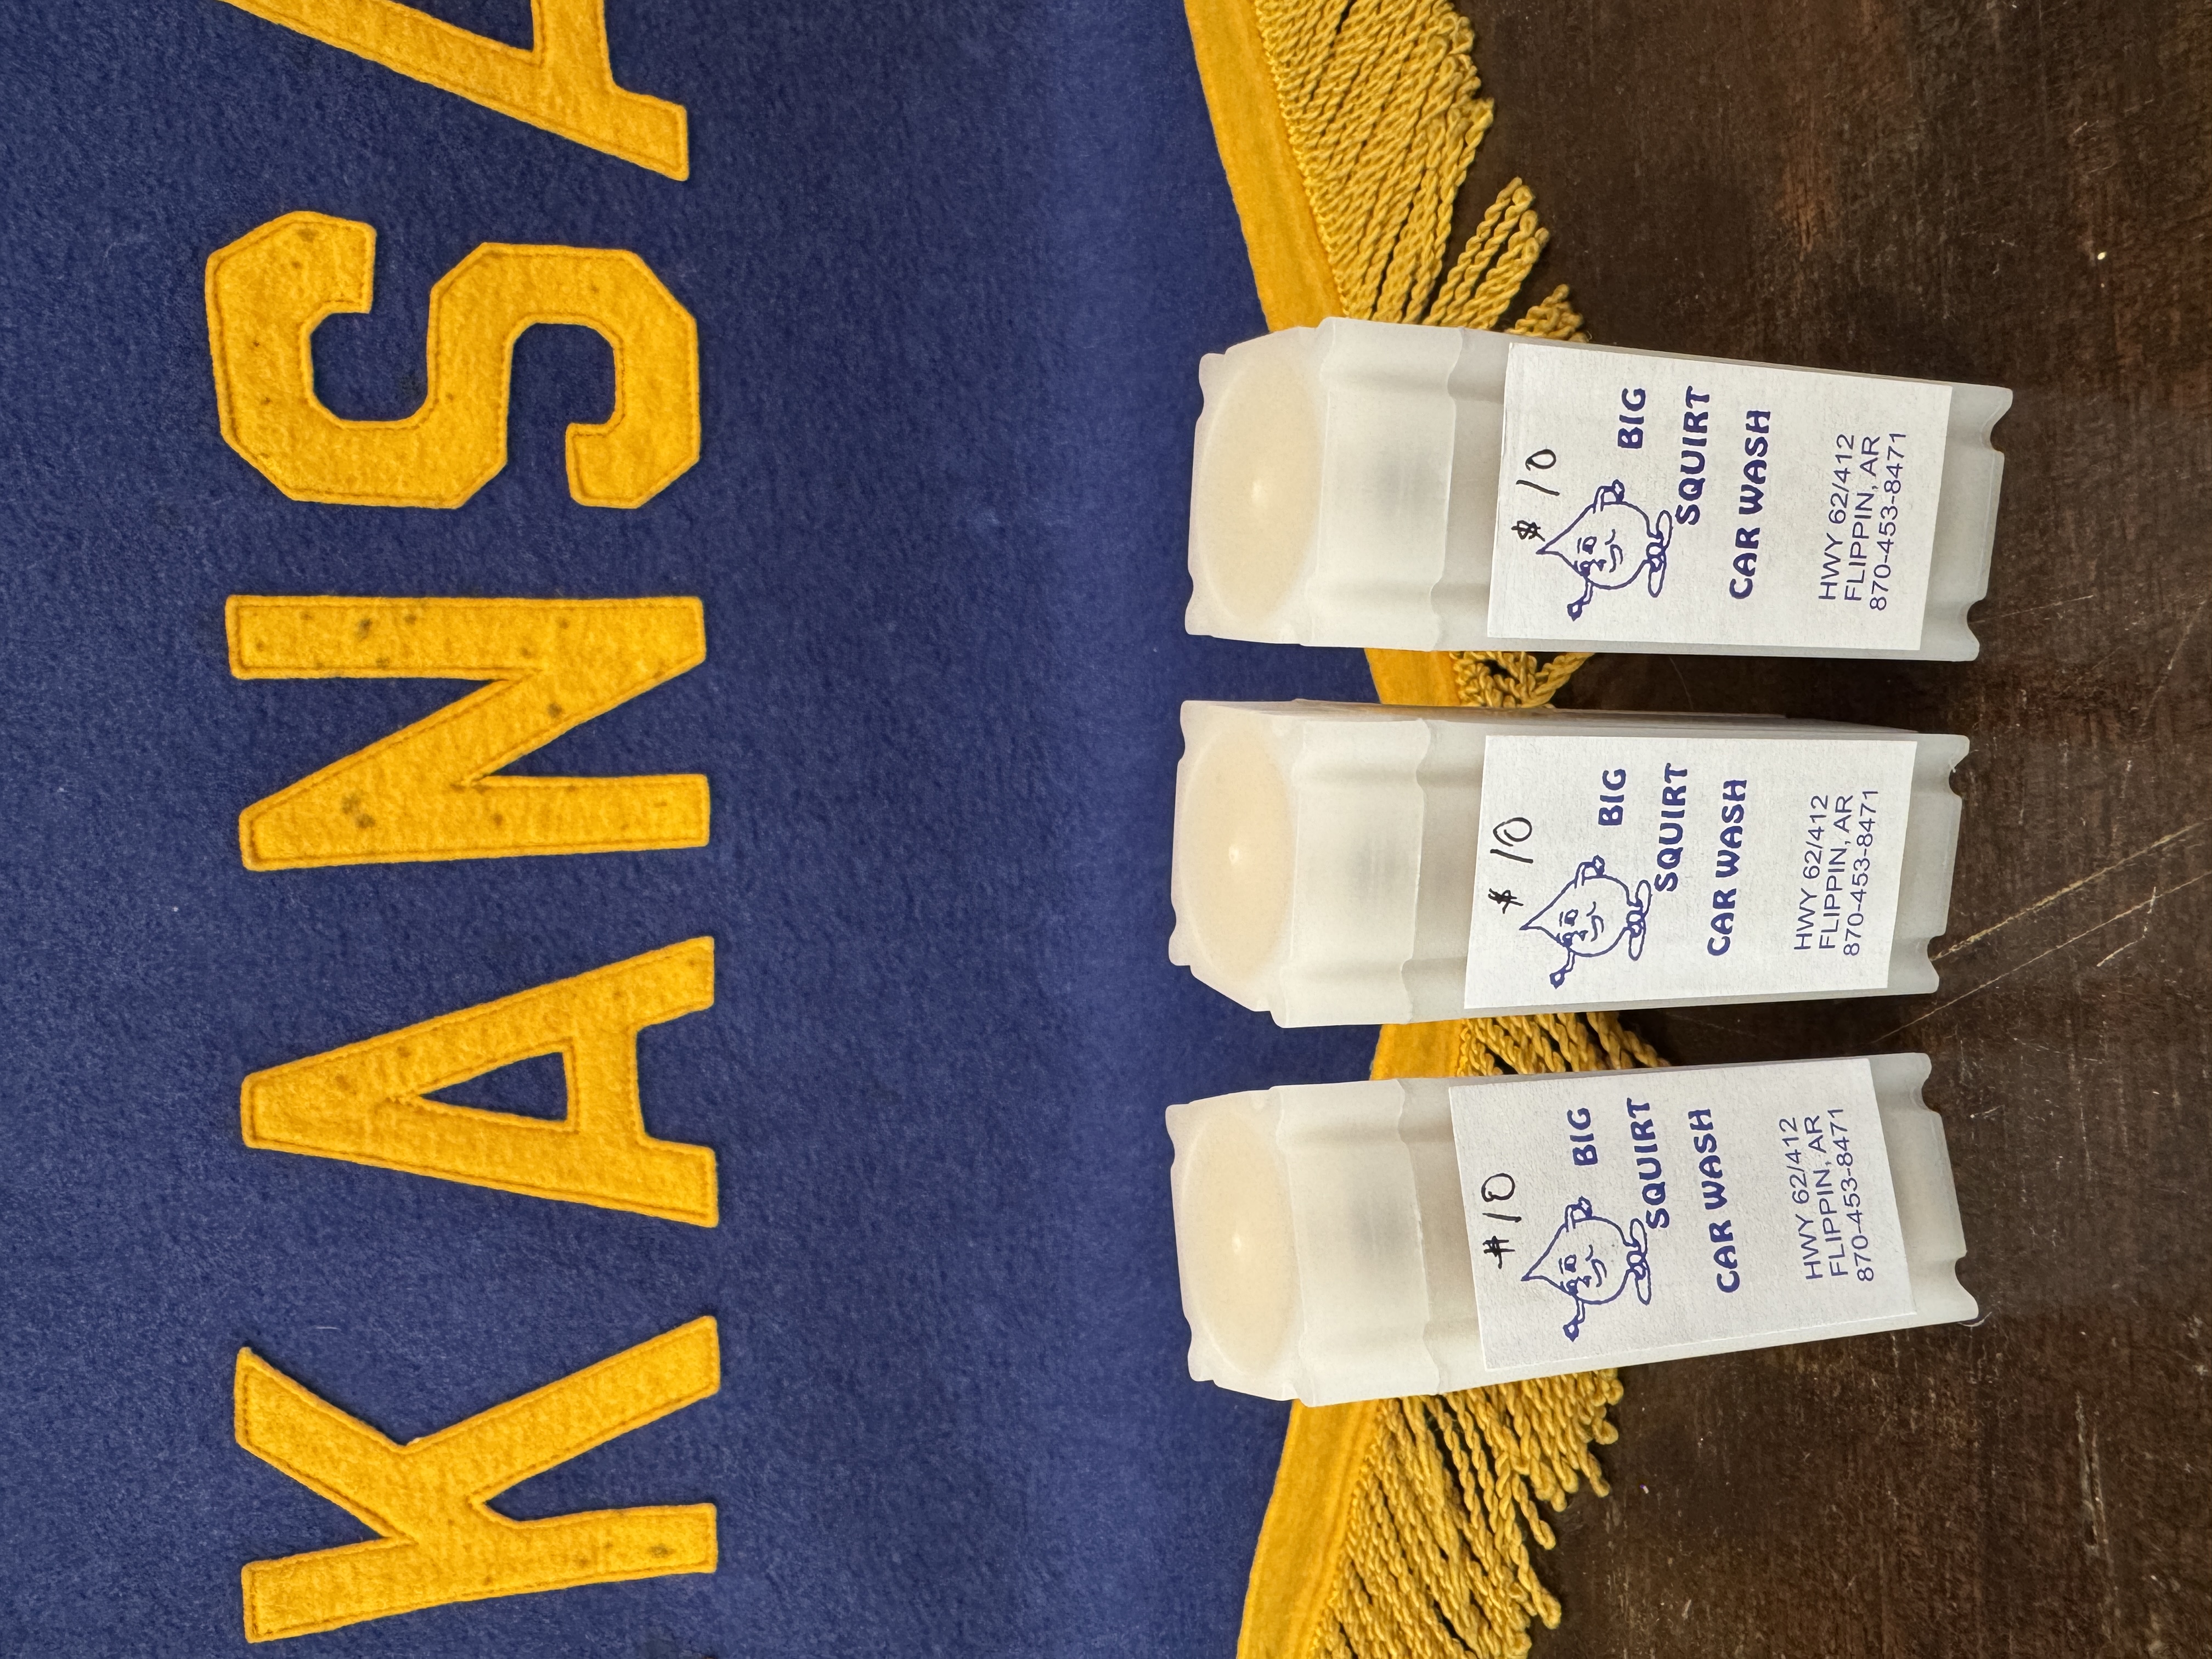 KANSA
$10
BIG
SQUIRT
CAR WASH
HWY 62/412
FLIPPIN, AR
870-453-8471
$10
BIG
SQUIRT
CAR WASH
HWY 62/412
FLIPPIN, AR
870-453-8471
$10
BIG
SQUIRT
CAR WASH
HWY 62/412
FLIPPIN, AR
870-453-8471